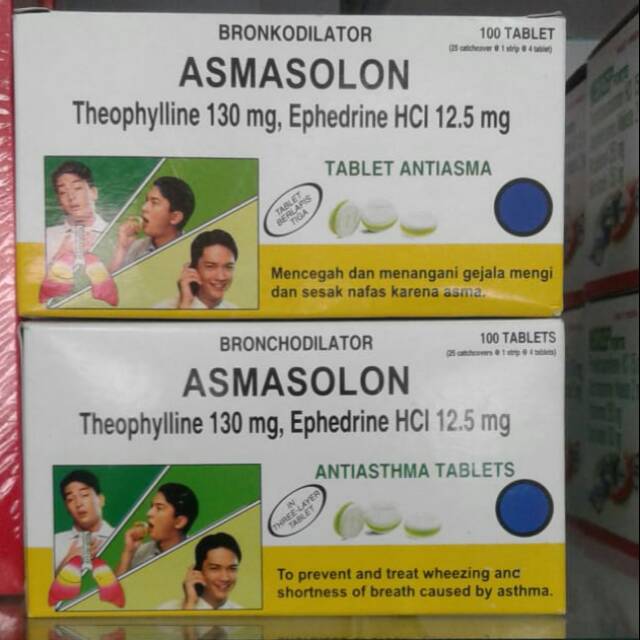 BRONKODILATOR
100 TABLET
(25 catchcover @ 1 strip @ 4 tablet)
ASMASOLON
Theophylline 130 mg, Ephedrine HCl 12.5 mg
TABLET ANTIASMA
TABLET
BERLAPIS
TIGA
Mencegah dan menangani gejala mengi
dan sesak nafas karena asma.
BRONCHODILATOR
100 TABLETS
(25 catchcovers @ 1 strip @ 4 tablets)
ASMASOLON
Theophylline 130 mg, Ephedrine HCl 12.5 mg
ANTIASTHMA TABLETS
IN
THREE-LAYER
TABLET
To prevent and treat wheezing and
shortness of breath caused by asthma.